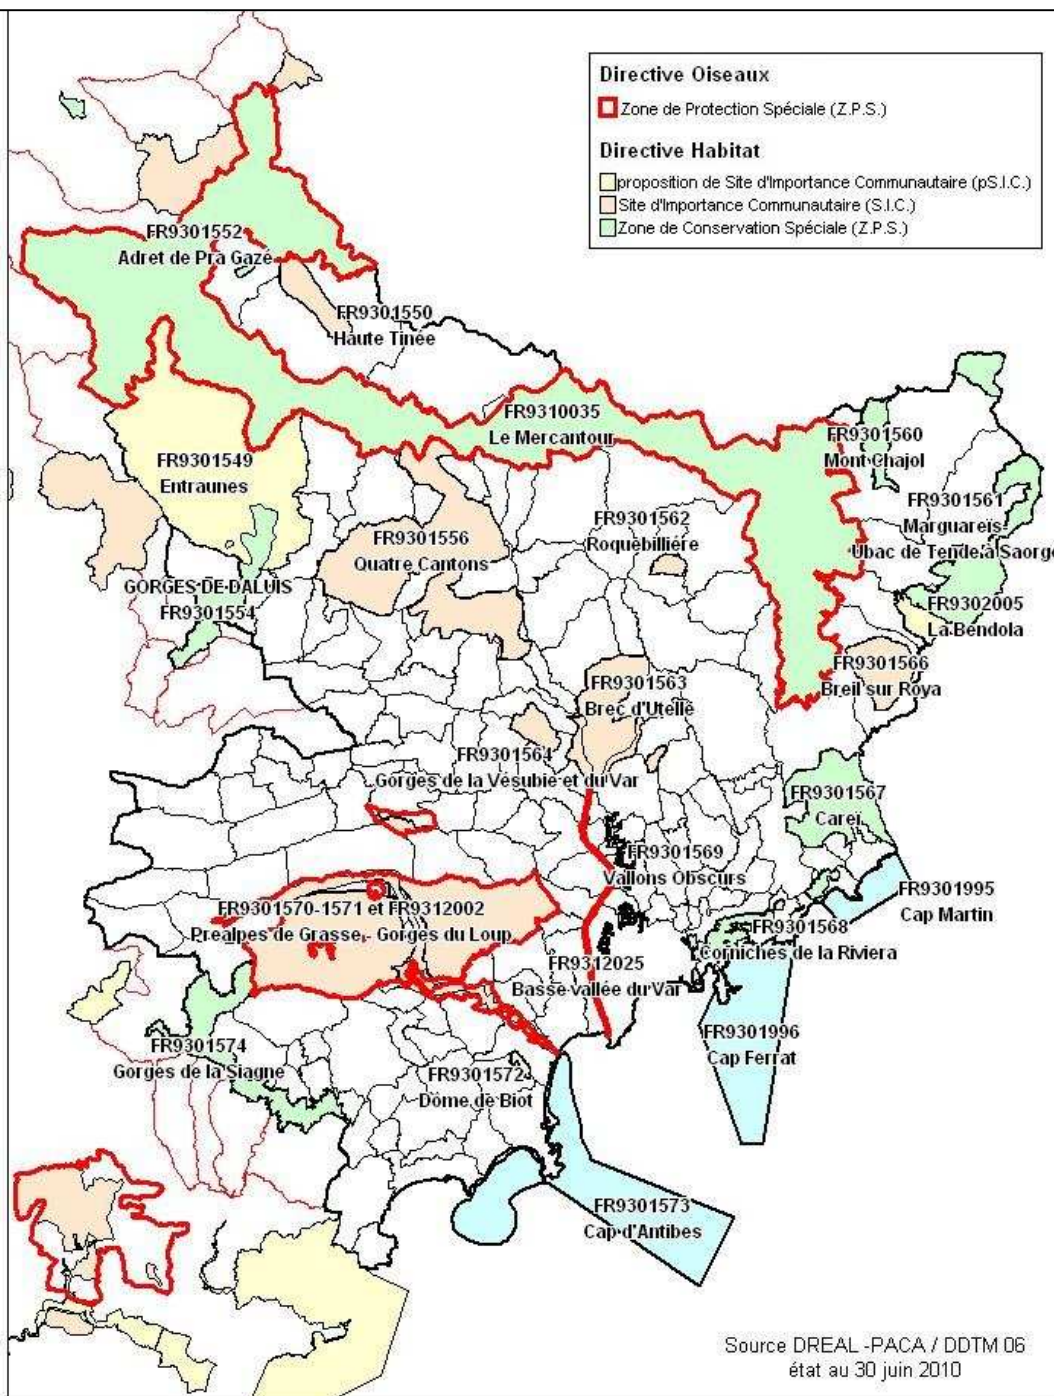 Directive Oiseaux
Zone de Protection Spéciale (Z.P.S.)
Directive Habitat
proposition de Site d'Importance Communautaire (pS.I.C.)
Site d'Importance Communautaire (S.I.C.)
Zone de Conservation Spéciale (Z.P.S.)
FR9301552
Adret de Pra Gazé
FR9301550
Haute Tinée
FR9310035
Le Mercantour
FR9301560
Mont Chajol
FR9301549
Entraunes
FR9301561
Marguareïs
Ubac de Tende à Saorge
FR9301556
Quatre Cantons
FR9301562
Roquebilliére
GORGES DE DALUIS
FR9301554
FR9302005
La Bendola
FR9301566
Breil sur Roya
FR9301563
Brec d'Utelle
FR9301564
Gorges de la Vésubie et du Var
FR9301567
Careï
FR9301569
Vallons Obscurs
FR9301995
Cap Martin
FR9301570-1571 et FR9312002
Préalpes de Grasse - Gorges du Loup
FR9301568
Corniches de la Riviera
FR9312025
Basse vallée du Var
FR9301996
Cap Ferrat
FR9301574
Gorges de la Siagne
FR9301572
Dôme de Biot
FR9301573
Cap d'Antibes
Source DREAL -PACA / DDTM 06
état au 30 juin 2010